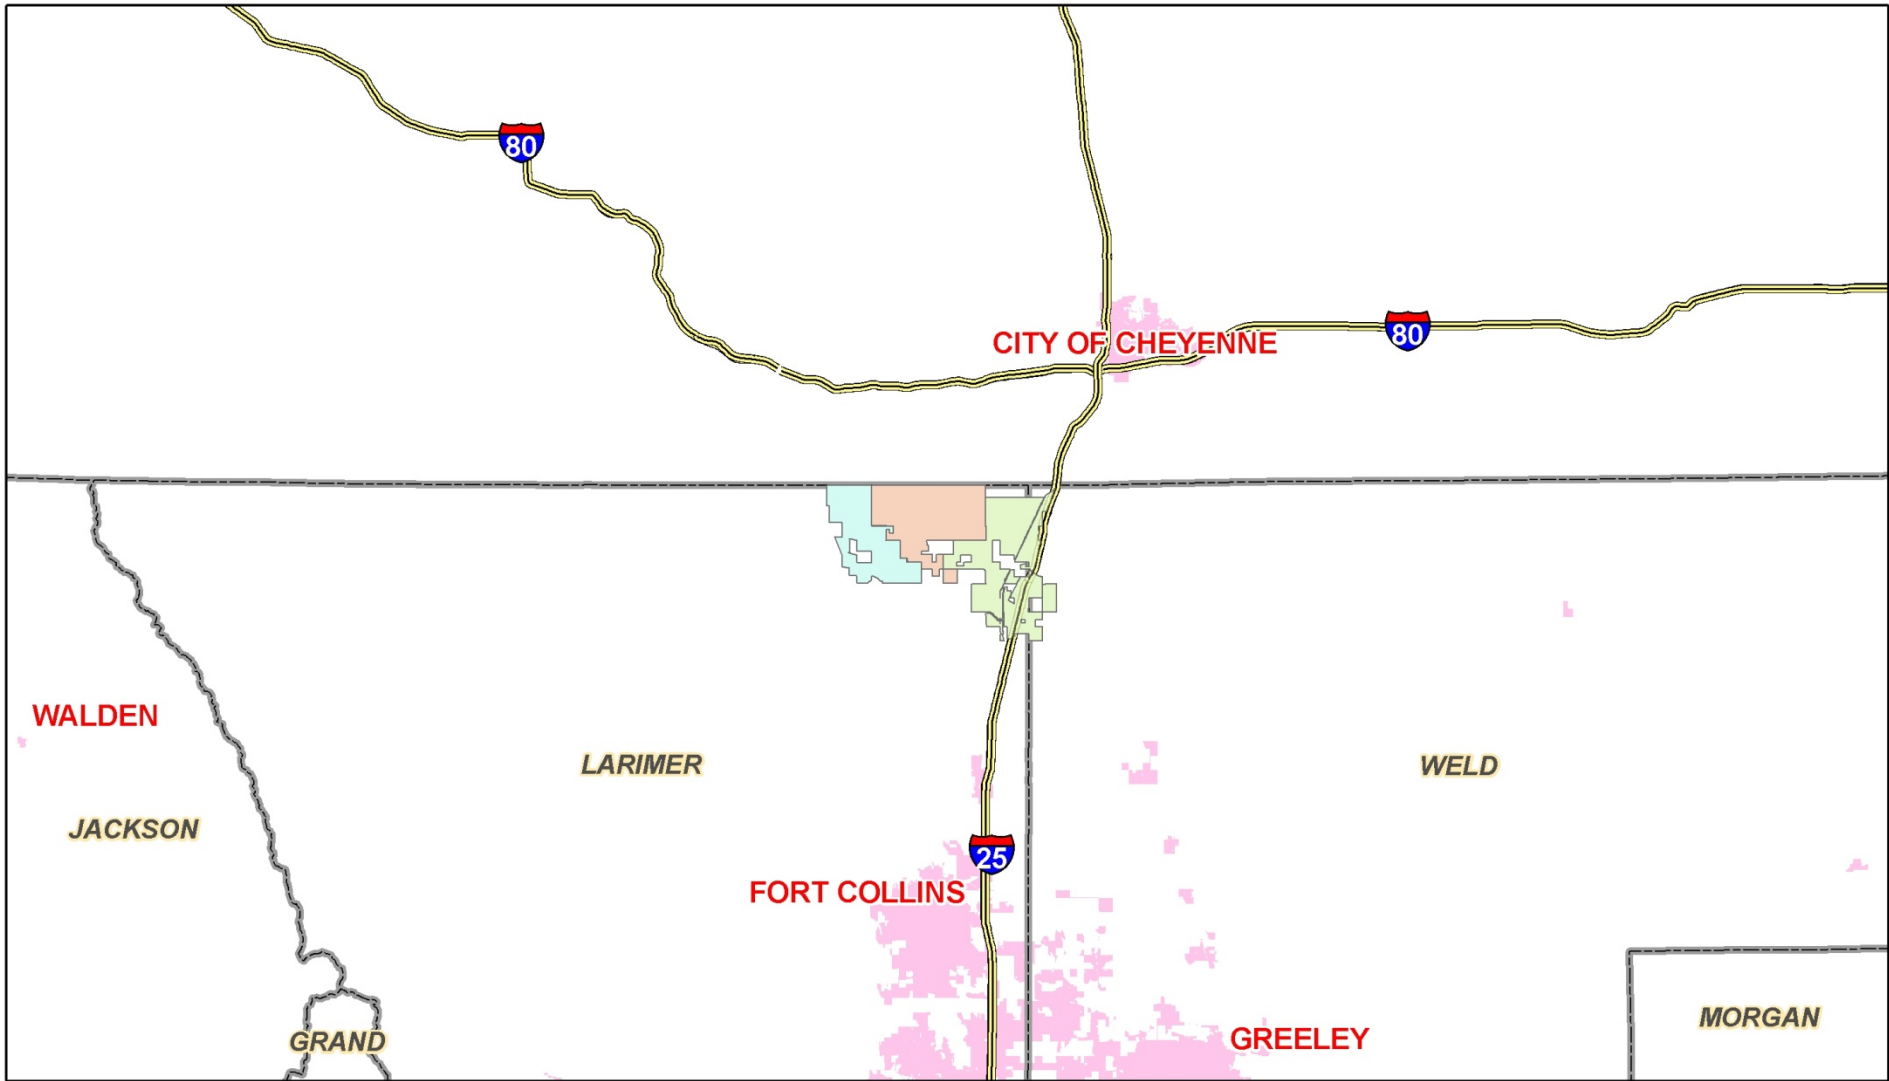 80
CITY OF CHEYENNE
80
WALDEN
LARIMER
WELD
JACKSON
25
FORT COLLINS
MORGAN
GREELEY
GRAND